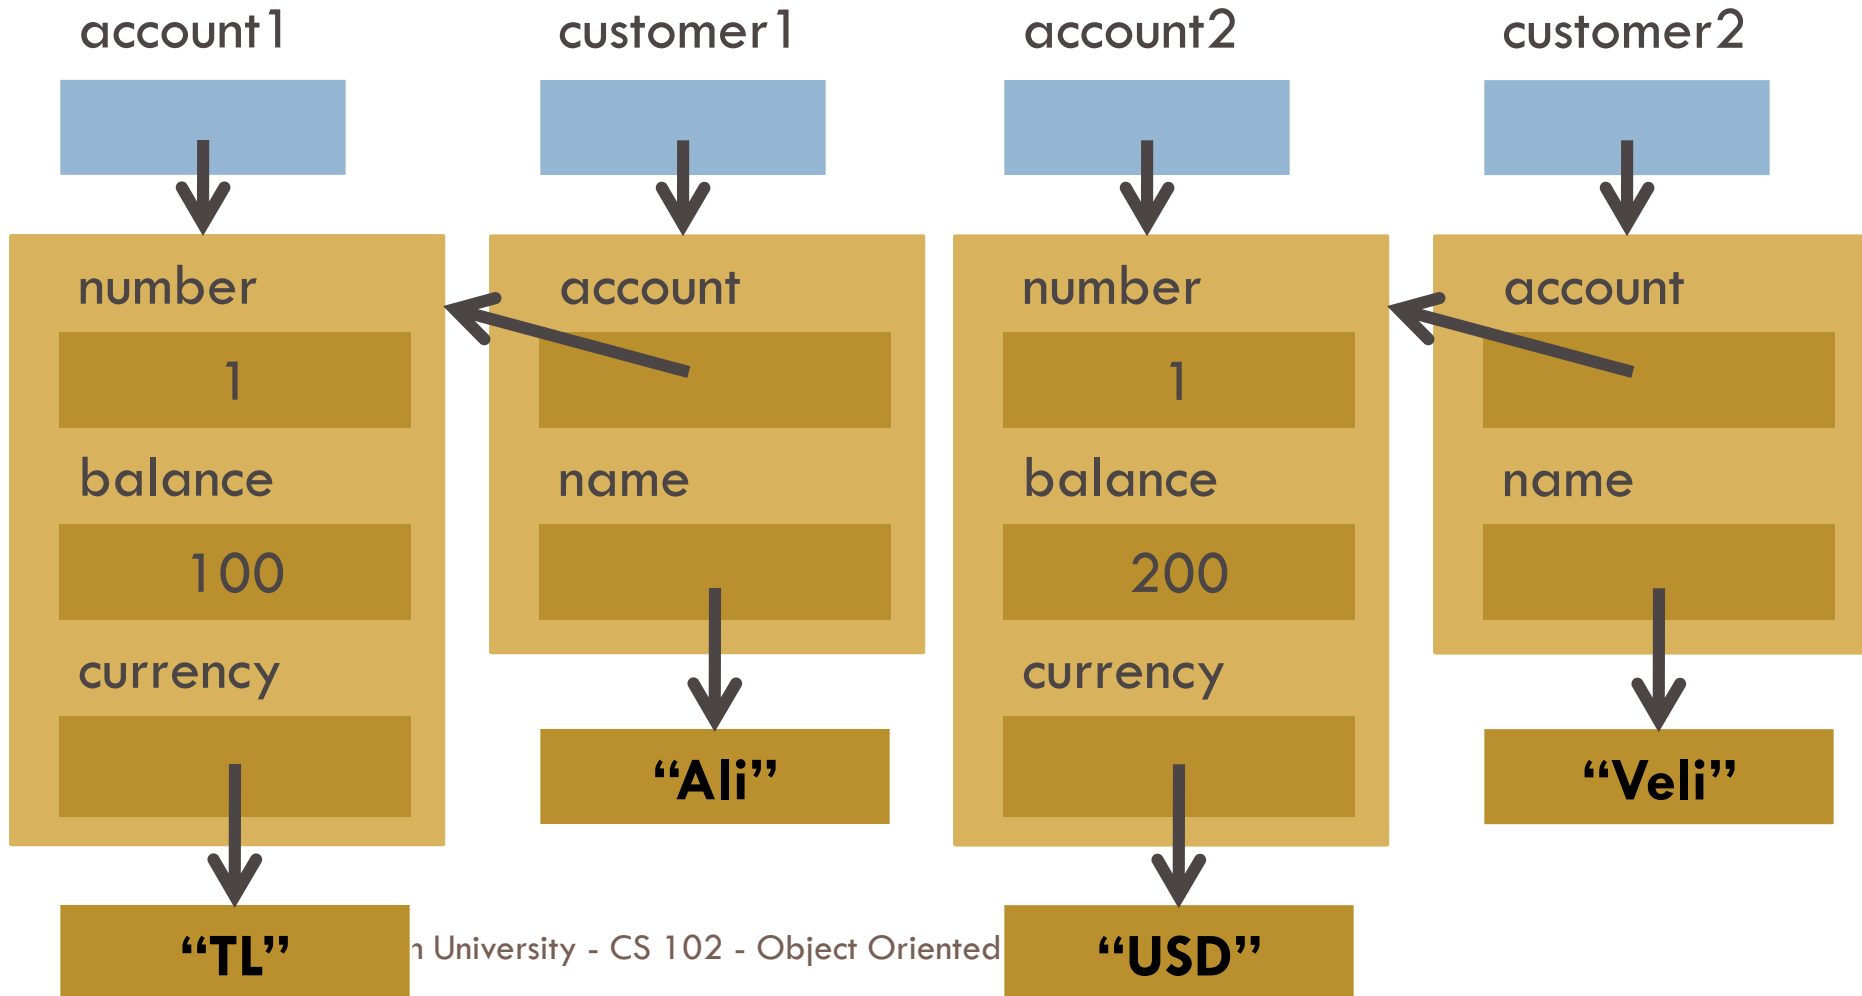 account1 customer1 account2 customer2
number account number account
1 1
balance name balance name
100 200
currency currency
“Ali” “Veli”
“TL” University - CS 102 - Object Oriented “USD”